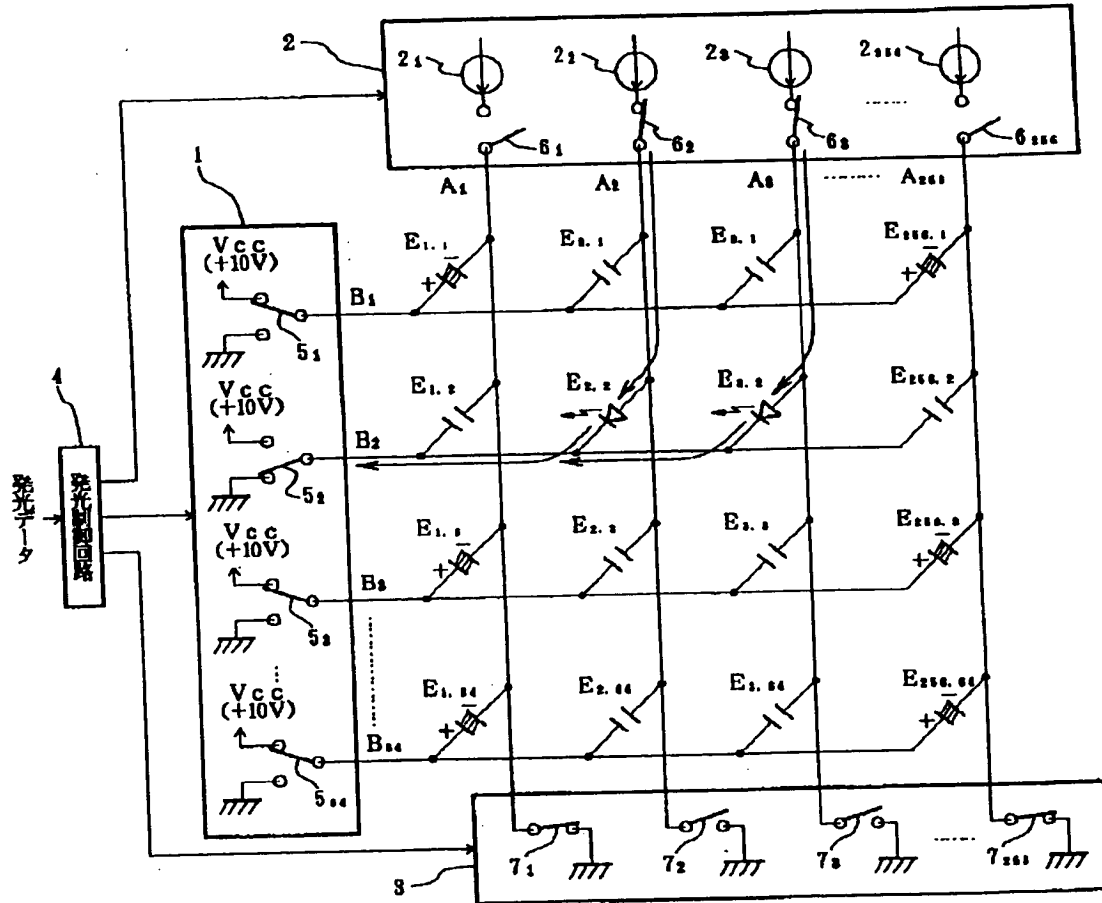 2
2₁ 2₂ 2₃ 2₂₅₆
6₁ 6₂ 6₃ 6₂₅₆
........
1
A₁ A₂ A₃ ........ A₂₅₆
Vcc
(+10V)
E₁.₁ E₂.₁ E₃.₁ E₂₅₆.₁
+ − + −
B₁
5₁
Vcc
(+10V)
E₁.₂ E₂.₂ E₃.₂ E₂₅₆.₂
B₂
5₂
4
発光データ
発光制御回路
Vcc
(+10V)
E₁.₃ E₂.₃ E₃.₃ E₂₅₆.₃
+ − + −
B₃
5₃
Vcc
(+10V)
E₁.₆₄ E₂.₆₄ E₃.₆₄ E₂₅₆.₆₄
+ − + −
B₆₄
5₆₄
7₁ 7₂ 7₃ 7₂₅₆
........
3